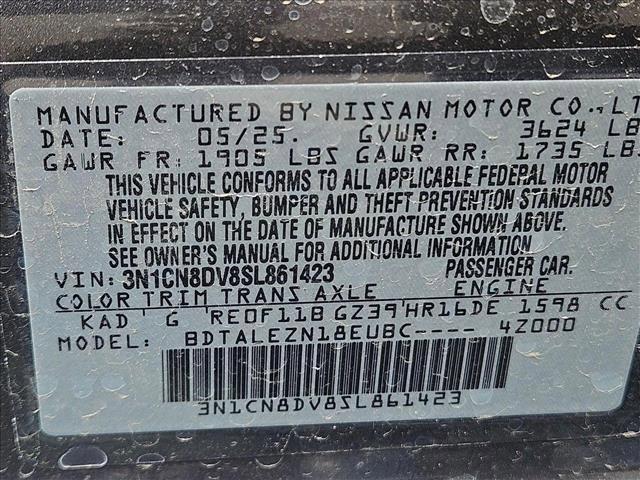 MANUFACTURED BY NISSAN MOTOR CO., LT
DATE: 05/25. GVWR: 3624 LB
GAWR FR: 1905 LBS GAWR RR: 1735 LBS
THIS VEHICLE CONFORMS TO ALL APPLICABLE FEDERAL MOTOR
VEHICLE SAFETY, BUMPER AND THEFT PREVENTION STANDARDS
IN EFFECT ON THE DATE OF MANUFACTURE SHOWN ABOVE.
SEE OWNER'S MANUAL FOR ADDITIONAL INFORMATION
VIN: 3N1CN8DV8SL861423 PASSENGER CAR.
COLOR TRIM TRANS AXLE ENGINE
KAD G RE0F11B GZ39 HR16DE 1598 CC
MODEL: BDTALEZN18EUBC---- 4Z000
3N1CN8DV8SL861423